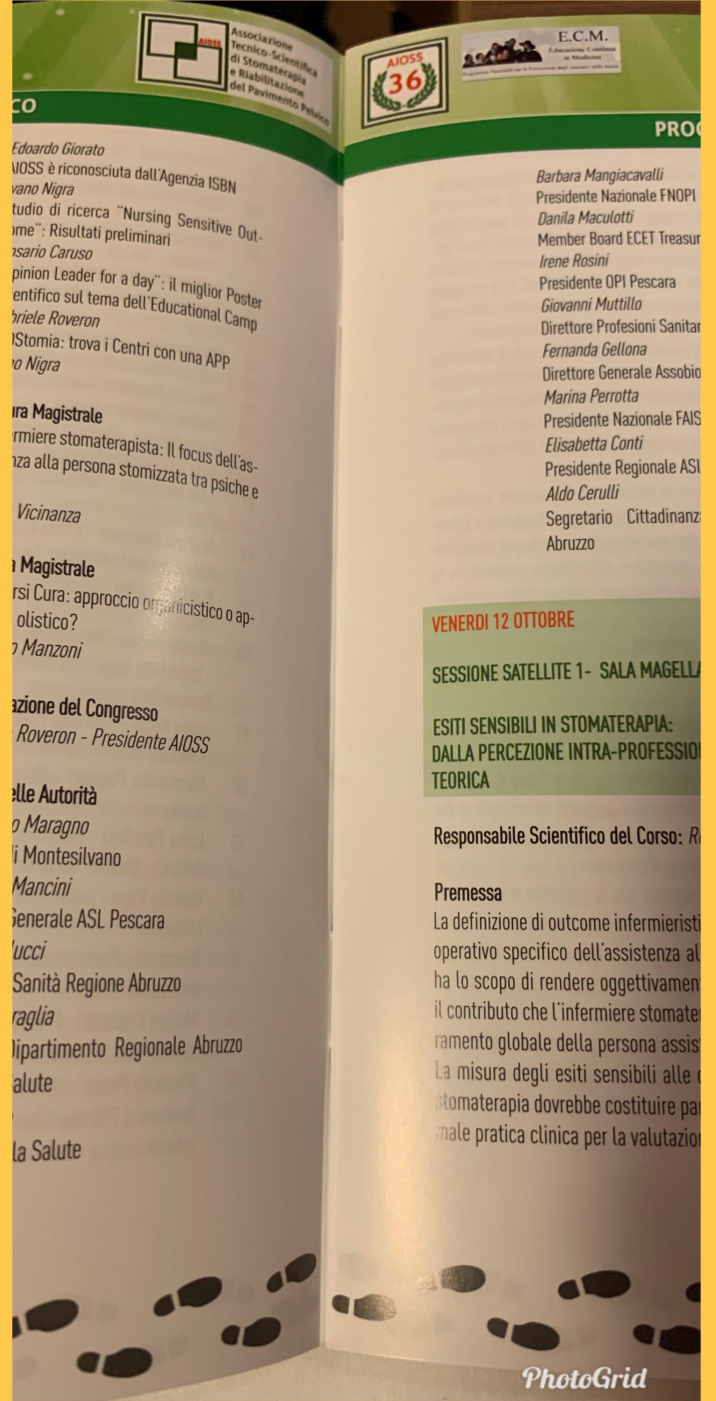 AIOSS
Associazione
Tecnico-Scientifica
di Stomaterapia
e Riabilitazione
del Pavimento Pelvico
CO
Edoardo Giorato
AIOSS è riconosciuta dall'Agenzia ISBN
vano Nigra
tudio di ricerca "Nursing Sensitive Out-
ome": Risultati preliminari
osario Caruso
pinion Leader for a day": il miglior Poster
entifico sul tema dell'Educational Camp
briele Roveron
OStomia: trova i Centri con una APP
no Nigra
ura Magistrale
rmiere stomaterapista: Il focus dell'as-
nza alla persona stomizzata tra psiche e
Vicinanza
a Magistrale
rsi Cura: approccio organicistico o ap-
olistico?
o Manzoni
azione del Congresso
Roveron - Presidente AIOSS
elle Autorità
o Maragno
di Montesilvano
Mancini
Generale ASL Pescara
lucci
Sanità Regione Abruzzo
raglia
Dipartimento Regionale Abruzzo
alute
la Salute
AIOSS
36
E.C.M.
Educazione Continua
in Medicina
PROG
Barbara Mangiacavalli
Presidente Nazionale FNOPI
Danila Maculotti
Member Board ECET Treasur
Irene Rosini
Presidente OPI Pescara
Giovanni Muttillo
Direttore Profesioni Sanitar
Fernanda Gellona
Direttore Generale Assobio
Marina Perrotta
Presidente Nazionale FAIS
Elisabetta Conti
Presidente Regionale ASL
Aldo Cerulli
Segretario Cittadinanz
Abruzzo
VENERDI 12 OTTOBRE
SESSIONE SATELLITE 1- SALA MAGELLA
ESITI SENSIBILI IN STOMATERAPIA:
DALLA PERCEZIONE INTRA-PROFESSIO
TEORICA
Responsabile Scientifico del Corso: R
Premessa
La definizione di outcome infermieristi
operativo specifico dell'assistenza al
ha lo scopo di rendere oggettivamen
il contributo che l'infermiere stomate
ramento globale della persona assis
La misura degli esiti sensibili alle
stomaterapia dovrebbe costituire par
male pratica clinica per la valutazion
PhotoGrid